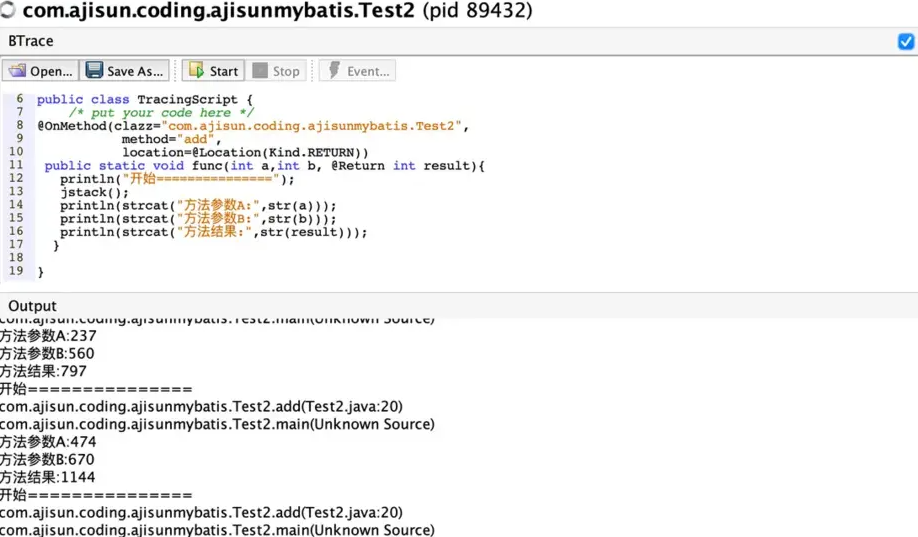 com.ajisun.coding.ajisunmybatis.Test2 (pid 89432)
BTrace
Open... Save As... Start Stop Event...
6 public class TracingScript {
7 /* put your code here */
8 @OnMethod(clazz="com.ajisun.coding.ajisunmybatis.Test2",
9 method="add",
10 location=@Location(Kind.RETURN))
11 public static void func(int a,int b, @Return int result){
12 println("开始===============");
13 jstack();
14 println(strcat("方法参数A:",str(a)));
15 println(strcat("方法参数B:",str(b)));
16 println(strcat("方法结果:",str(result)));
17 }
18
19 }
Output
com.ajisun.coding.ajisunmybatis.Test2.main(Unknown Source)
方法参数A:237
方法参数B:560
方法结果:797
开始===============
com.ajisun.coding.ajisunmybatis.Test2.add(Test2.java:20)
com.ajisun.coding.ajisunmybatis.Test2.main(Unknown Source)
方法参数A:474
方法参数B:670
方法结果:1144
开始===============
com.ajisun.coding.ajisunmybatis.Test2.add(Test2.java:20)
com.ajisun.coding.ajisunmybatis.Test2.main(Unknown Source)